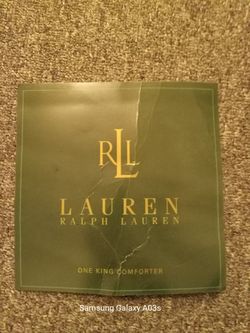 RLL
LAUREN
RALPH LAUREN
ONE KING COMFORTER
Samsung Galaxy A03s